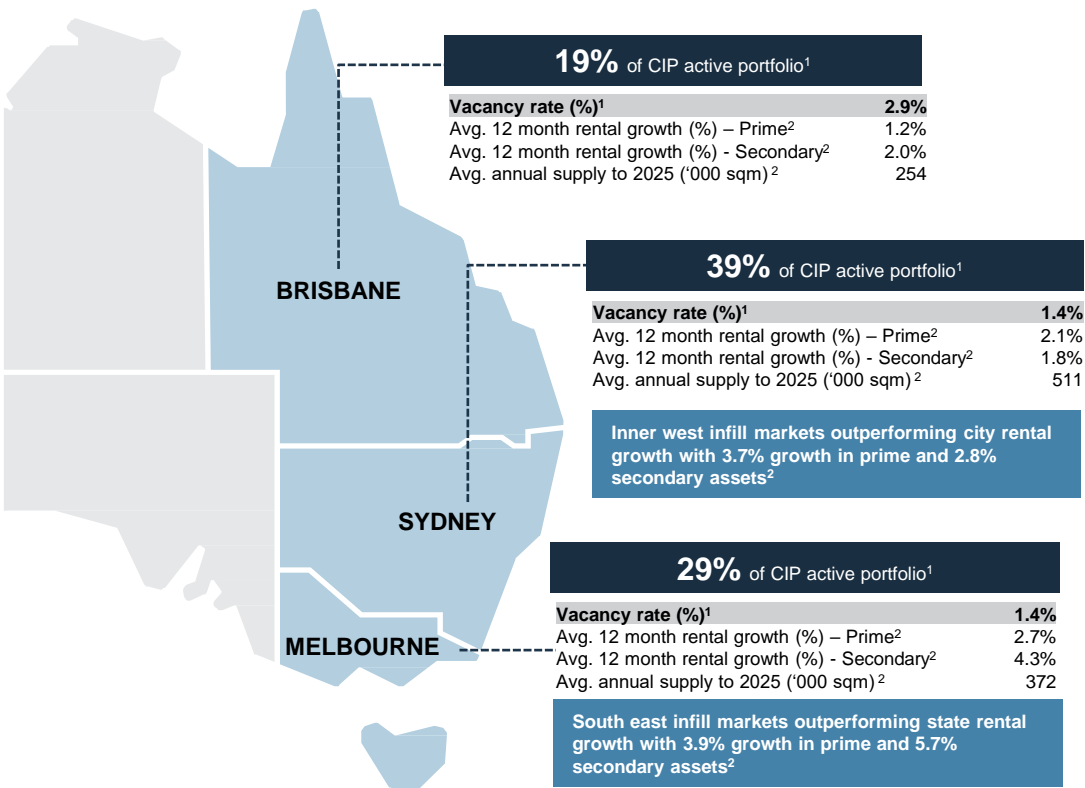 19% of CIP active portfolio¹
Vacancy rate (%)¹ 2.9%
Avg. 12 month rental growth (%) – Prime² 1.2%
Avg. 12 month rental growth (%) - Secondary² 2.0%
Avg. annual supply to 2025 (‘000 sqm) ² 254
BRISBANE
39% of CIP active portfolio¹
Vacancy rate (%)¹ 1.4%
Avg. 12 month rental growth (%) – Prime² 2.1%
Avg. 12 month rental growth (%) - Secondary² 1.8%
Avg. annual supply to 2025 (‘000 sqm) ² 511
Inner west infill markets outperforming city rental
growth with 3.7% growth in prime and 2.8%
secondary assets²
SYDNEY
29% of CIP active portfolio¹
Vacancy rate (%)¹ 1.4%
Avg. 12 month rental growth (%) – Prime² 2.7%
Avg. 12 month rental growth (%) - Secondary² 4.3%
Avg. annual supply to 2025 (‘000 sqm) ² 372
MELBOURNE
South east infill markets outperforming state rental
growth with 3.9% growth in prime and 5.7%
secondary assets²